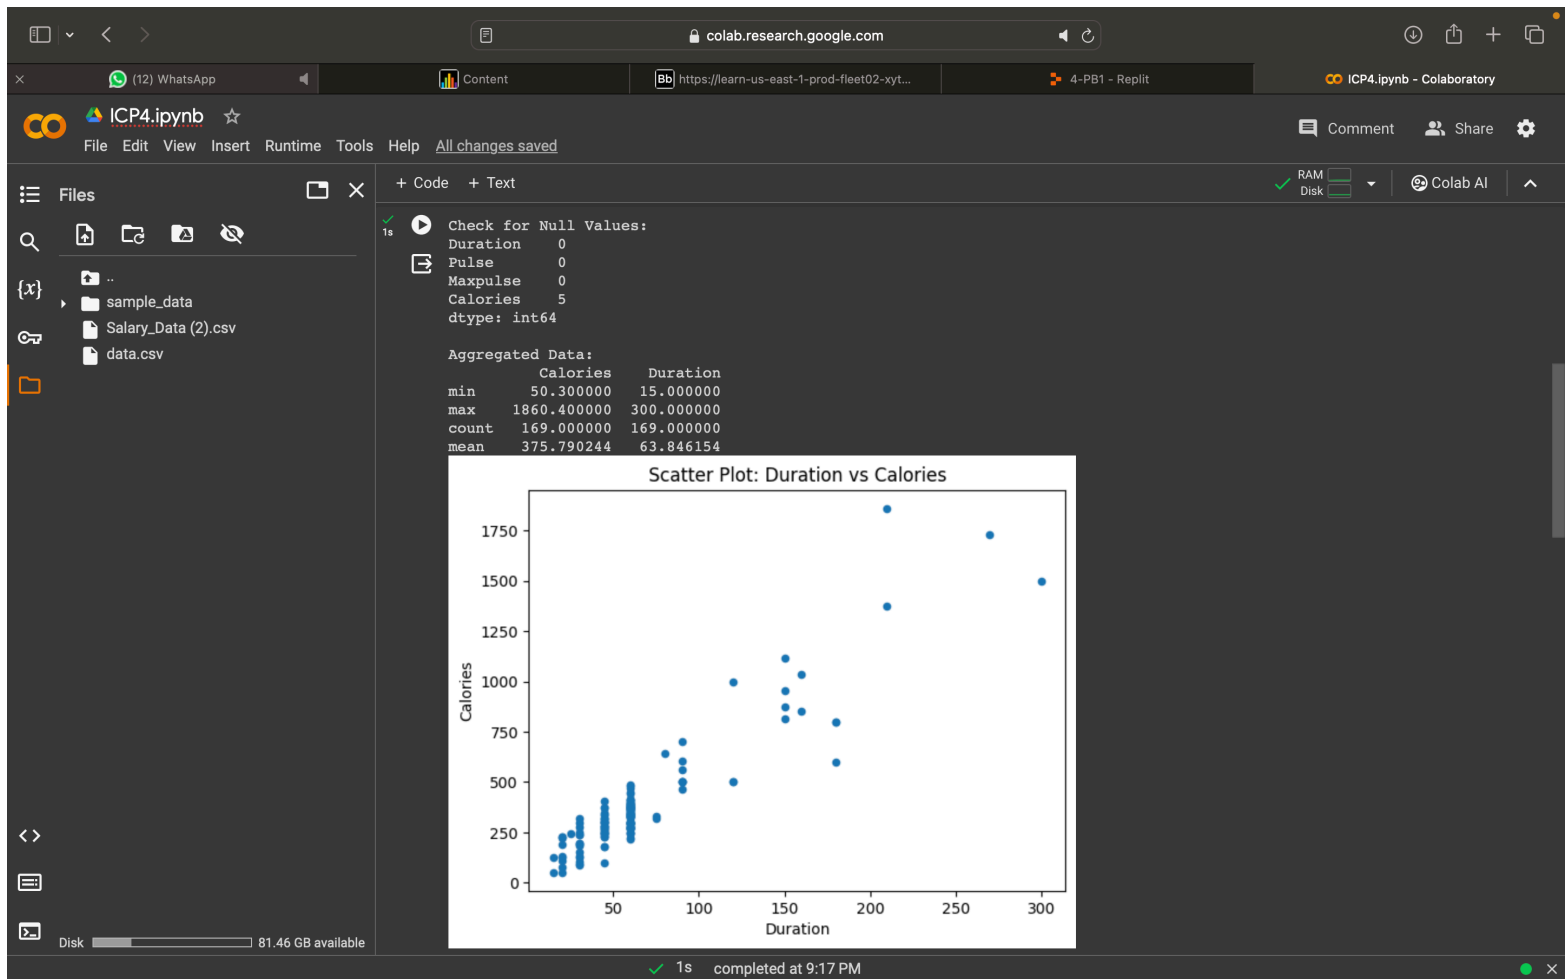 colab.research.google.com
(12) WhatsApp
Content
Bb https://learn-us-east-1-prod-fleet02-xyt...
4-PB1 - Replit
CO ICP4.ipynb - Colaboratory
CO ICP4.ipynb
File Edit View Insert Runtime Tools Help All changes saved
Comment Share
Files
+ Code + Text
RAM
Disk
Colab AI
{x}
..
sample_data
Salary_Data (2).csv
data.csv
1s
Check for Null Values:
Duration 0
Pulse 0
Maxpulse 0
Calories 5
dtype: int64
Aggregated Data:
Calories Duration
min 50.300000 15.000000
max 1860.400000 300.000000
count 169.000000 169.000000
mean 375.790244 63.846154
Scatter Plot: Duration vs Calories
1750
1500
1250
1000
750
500
250
0
Calories
50 100 150 200 250 300
Duration
Disk 81.46 GB available
1s completed at 9:17 PM